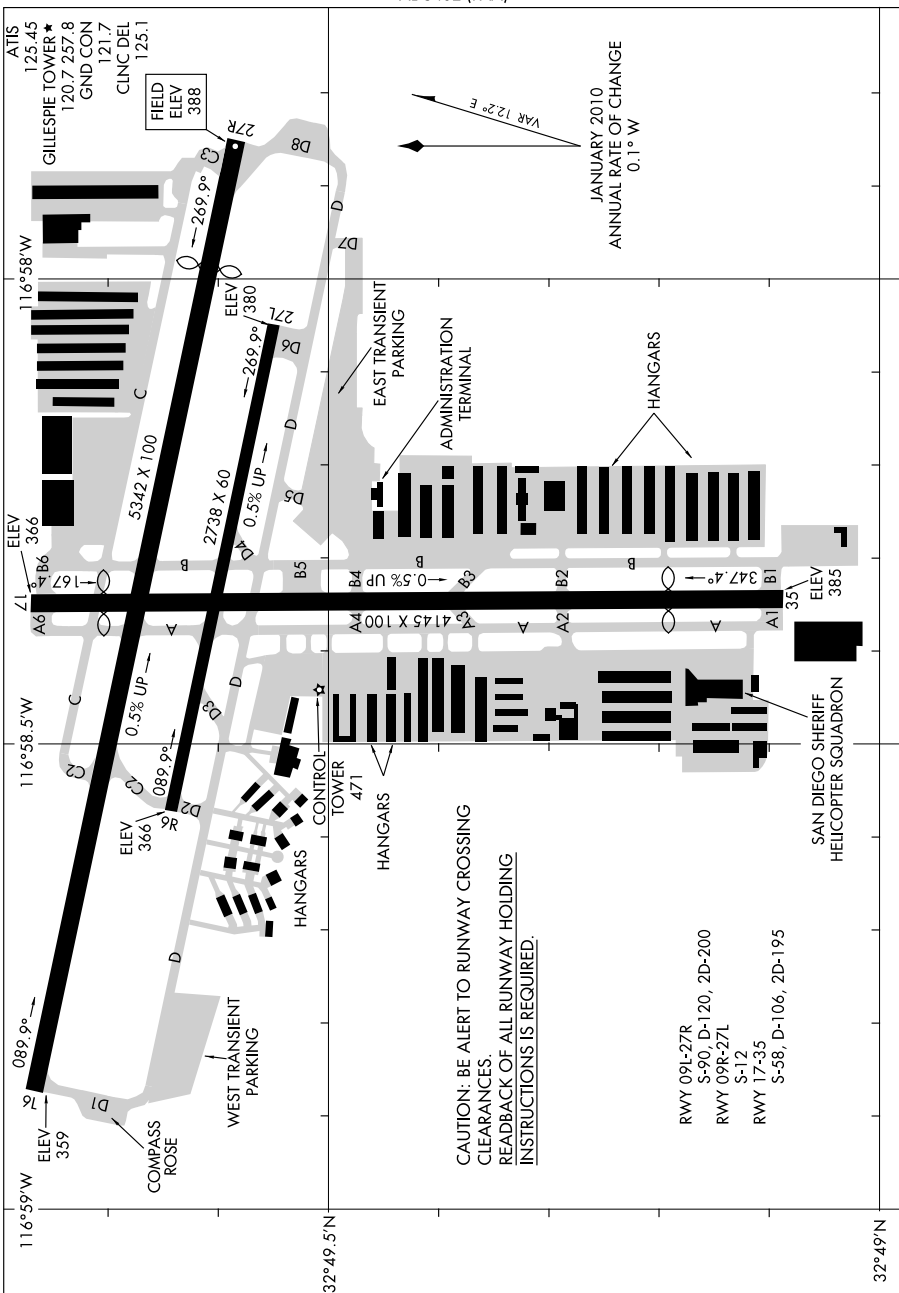 ATIS
125.45
GILLESPIE TOWER ★
120.7 257.8
GND CON
121.7
CLNC DEL
125.1
FIELD
ELEV
388
27R
C3
D8
269.9°
VAR 12.2° E
JANUARY 2010
ANNUAL RATE OF CHANGE
0.1° W
116°58'W
D
D7
ELEV
380
27L
D6
269.9°
EAST TRANSIENT
PARKING
ADMINISTRATION
TERMINAL
HANGARS
C
5342 X 100
2738 X 60
0.5% UP
D
D5
D4
ELEV
366
17
B6
167.4°
A6
B
B5
B4
B
0.5% UP
B3
B2
B
347.4°
B1
35
ELEV
385
A
A4
4145 X 100
A3
A
A2
A
A1
C
0.5% UP
D3
D
116°58.5'W
C2
C2
089.9°
9R
D2
ELEV
366
CONTROL
TOWER
471
HANGARS
HANGARS
SAN DIEGO SHERIFF
HELICOPTER SQUADRON
D
089.9°
9L
D1
ELEV
359
COMPASS
ROSE
WEST TRANSIENT
PARKING
CAUTION: BE ALERT TO RUNWAY CROSSING
CLEARANCES.
READBACK OF ALL RUNWAY HOLDING
INSTRUCTIONS IS REQUIRED.
RWY 09L-27R
S-90, D-120, 2D-200
RWY 09R-27L
S-12
RWY 17-35
S-58, D-106, 2D-195
116°59'W
32°49.5'N
32°49'N